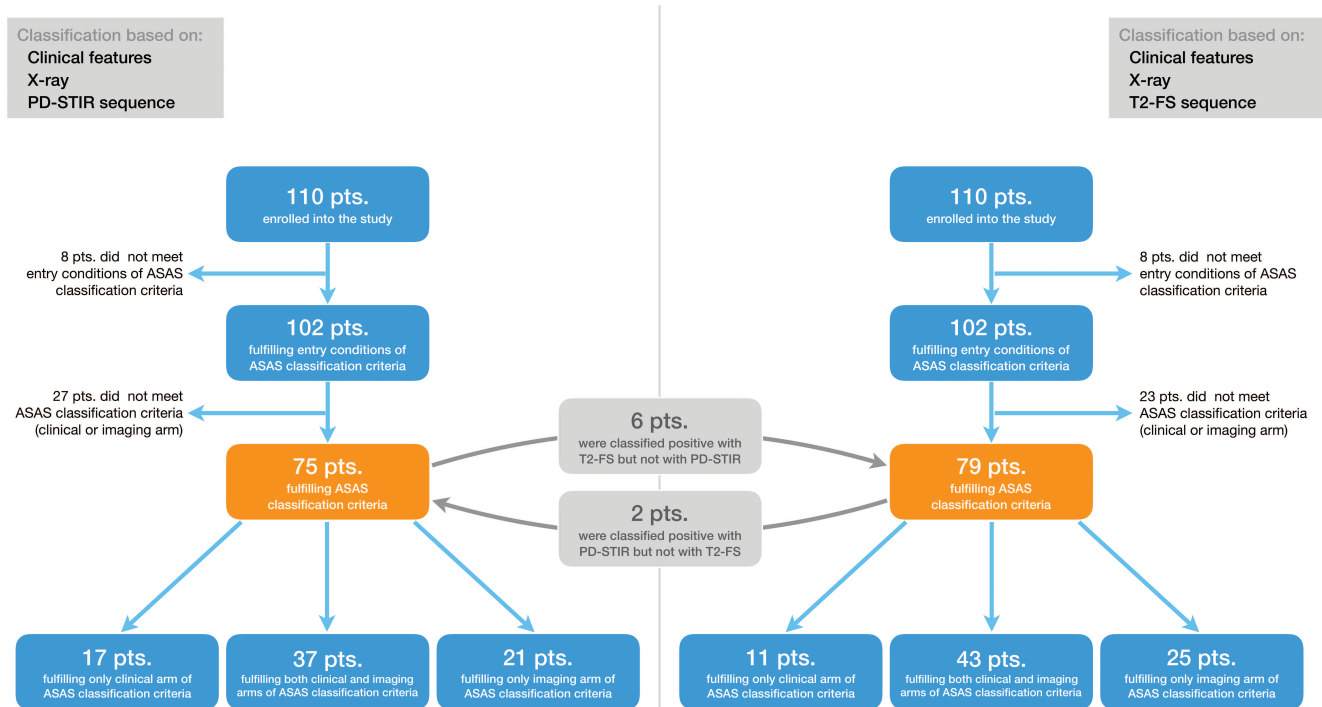 Classification based on:
Clinical features
X-ray
PD-STIR sequence
110 pts.
enrolled into the study
8 pts. did  not meet
entry conditions of ASAS
classification criteria
102 pts.
fulfilling entry conditions of
ASAS classification criteria
27 pts. did  not meet
ASAS classification criteria
(clinical or imaging arm)
75 pts.
fulfilling ASAS
classification criteria
17 pts.
fulfilling only clinical arm of
ASAS classification criteria
37 pts.
fulfilling both clinical and imaging
arms of ASAS classification criteria
21 pts.
fulfilling only imaging arm of
ASAS classification criteria
6 pts.
were classified positive with
T2-FS but not with PD-STIR
2 pts.
were classified positive with
PD-STIR but not with T2-FS
Classification based on:
Clinical features
X-ray
T2-FS sequence
110 pts.
enrolled into the study
8 pts. did  not meet
entry conditions of ASAS
classification criteria
102 pts.
fulfilling entry conditions of
ASAS classification criteria
23 pts. did  not meet
ASAS classification criteria
(clinical or imaging arm)
79 pts.
fulfilling ASAS
classification criteria
11 pts.
fulfilling only clinical arm of
ASAS classification criteria
43 pts.
fulfilling both clinical and imaging
arms of ASAS classification criteria
25 pts.
fulfilling only imaging arm of
ASAS classification criteria